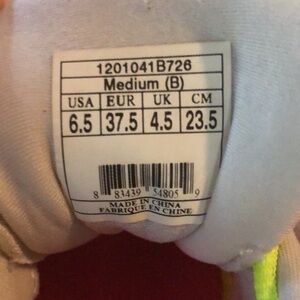 1201041B726
Medium (B)
USA EUR UK CM
6.5 37.5 4.5 23.5
8 83439 54805 9
MADE IN CHINA
FABRIQUE EN CHINE